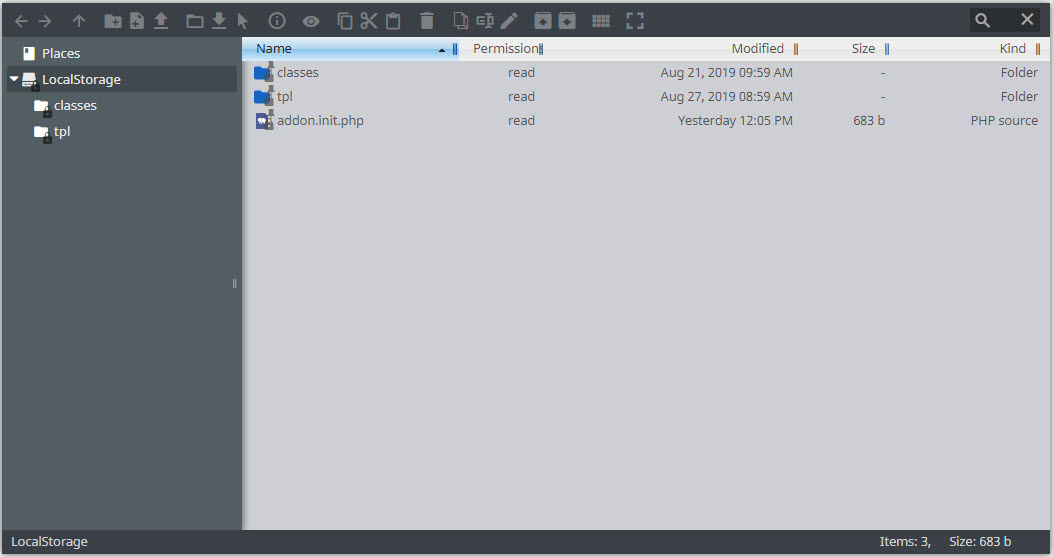 Places
LocalStorage
classes
tpl
Name Permission Modified Size Kind
classes read Aug 21, 2019 09:59 AM - Folder
tpl read Aug 27, 2019 08:59 AM - Folder
addon.init.php read Yesterday 12:05 PM 683 b PHP source
LocalStorage Items: 3, Size: 683 b